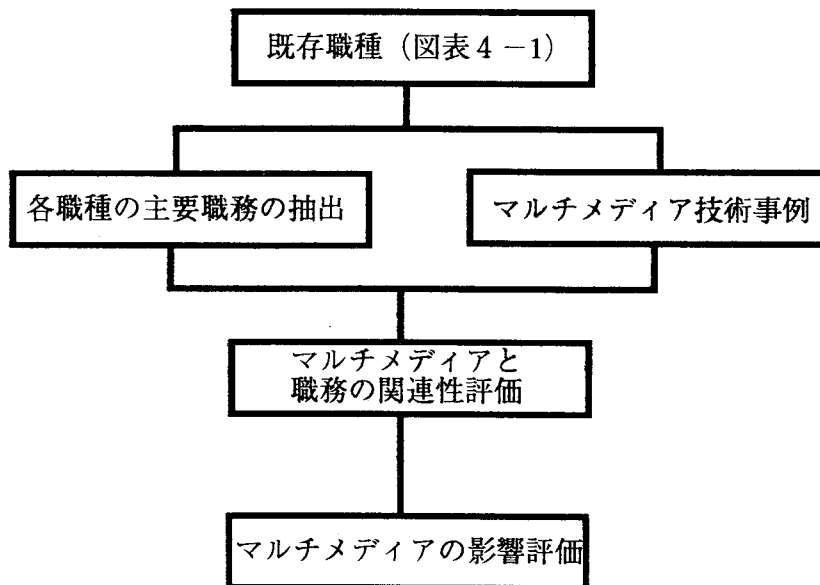 既存職種（図表４－1）
各職種の主要職務の抽出
マルチメディア技術事例
マルチメディアと
職務の関連性評価
マルチメディアの影響評価